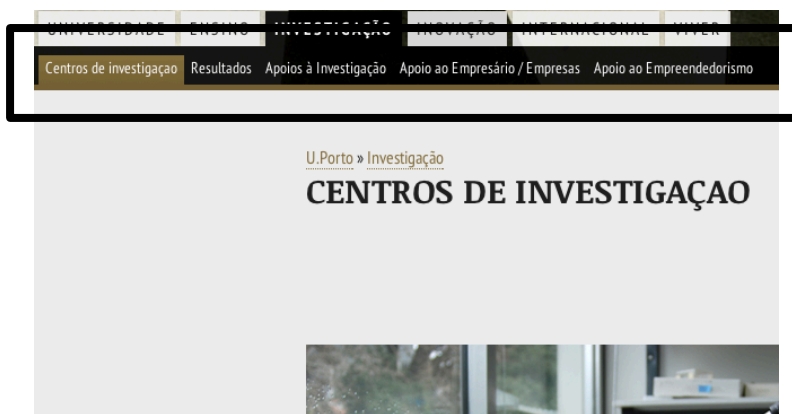 UNIVERSIDADE ENSINO INVESTIGAÇÃO INOVAÇÃO INTERNACIONAL VIVER
Centros de investigaçao Resultados Apoios à Investigação Apoio ao Empresário / Empresas Apoio ao Empreendedorismo
U.Porto » Investigação
CENTROS DE INVESTIGAÇAO